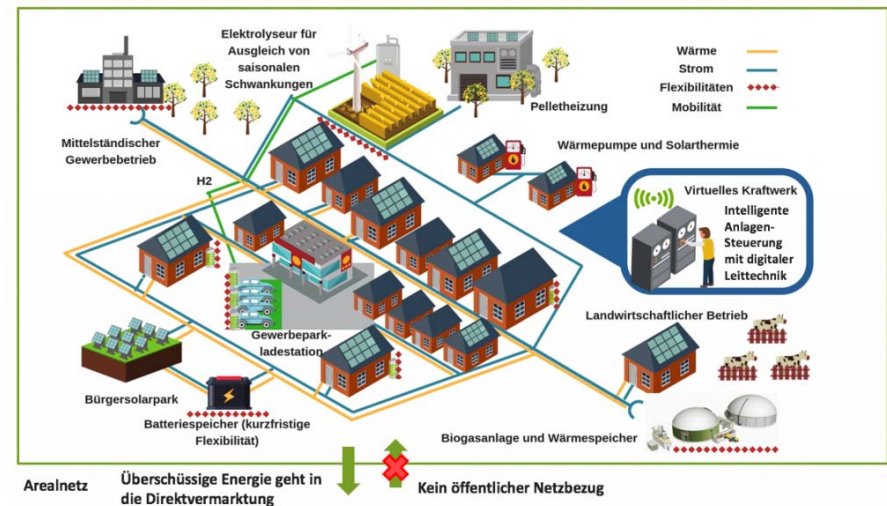 Elektrolyseur für
Ausgleich von
saisonalen
Schwankungen
Wärme
Strom
Flexibilitäten
Mobilität
Pelletheizung
Mittelständischer
Gewerbebetrieb
Wärmepumpe und Solarthermie
H2
Virtuelles Kraftwerk
Intelligente
Anlagen-
Steuerung
mit digitaler
Leittechnik
Landwirtschaftlicher Betrieb
Gewerbepark-
ladestation
Bürgersolarpark
Batteriespeicher (kurzfristige
Flexibilität)
Biogasanlage und Wärmespeicher
Arealnetz
Überschüssige Energie geht in
die Direktvermarktung
Kein öffentlicher Netzbezug